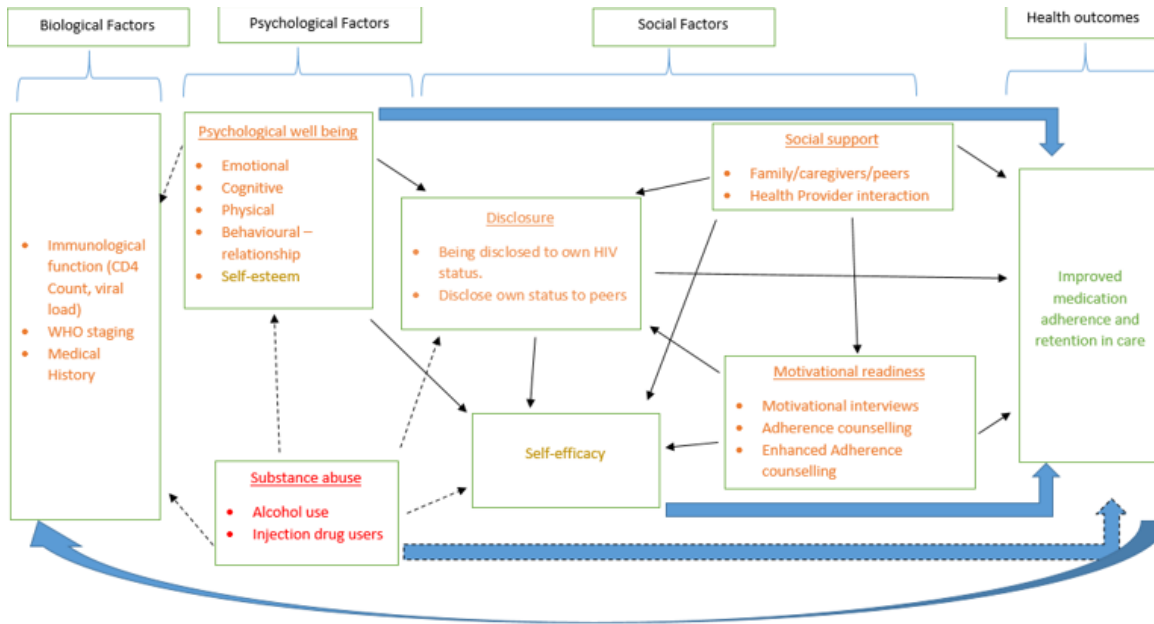 Biological Factors
Psychological Factors
Social Factors
Health outcomes
• Immunological
function (CD4
Count, viral
load)
• WHO staging
• Medical
History
Psychological well being
• Emotional
• Cognitive
• Physical
• Behavioural –
relationship
• Self-esteem
Disclosure
• Being disclosed to own HIV
status.
• Disclose own status to peers
Social support
• Family/caregivers/peers
• Health Provider interaction
Motivational readiness
• Motivational interviews
• Adherence counselling
• Enhanced Adherence
counselling
Self-efficacy
Substance abuse
• Alcohol use
• Injection drug users
Improved
medication
adherence and
retention in care